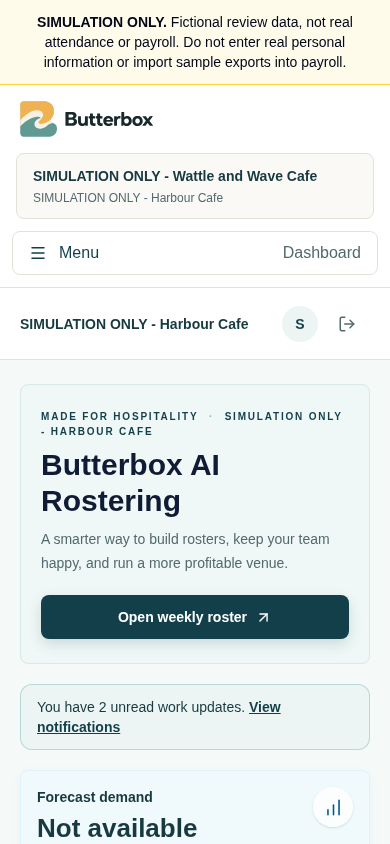 SIMULATION ONLY. Fictional review data, not real
attendance or payroll. Do not enter real personal
information or import sample exports into payroll.
Butterbox
SIMULATION ONLY - Wattle and Wave Cafe
SIMULATION ONLY - Harbour Cafe
Menu Dashboard
SIMULATION ONLY - Harbour Cafe S
MADE FOR HOSPITALITY · SIMULATION ONLY
- HARBOUR CAFE
Butterbox AI
Rostering
A smarter way to build rosters, keep your team
happy, and run a more profitable venue.
Open weekly roster
You have 2 unread work updates. View
notifications
Forecast demand
Not available